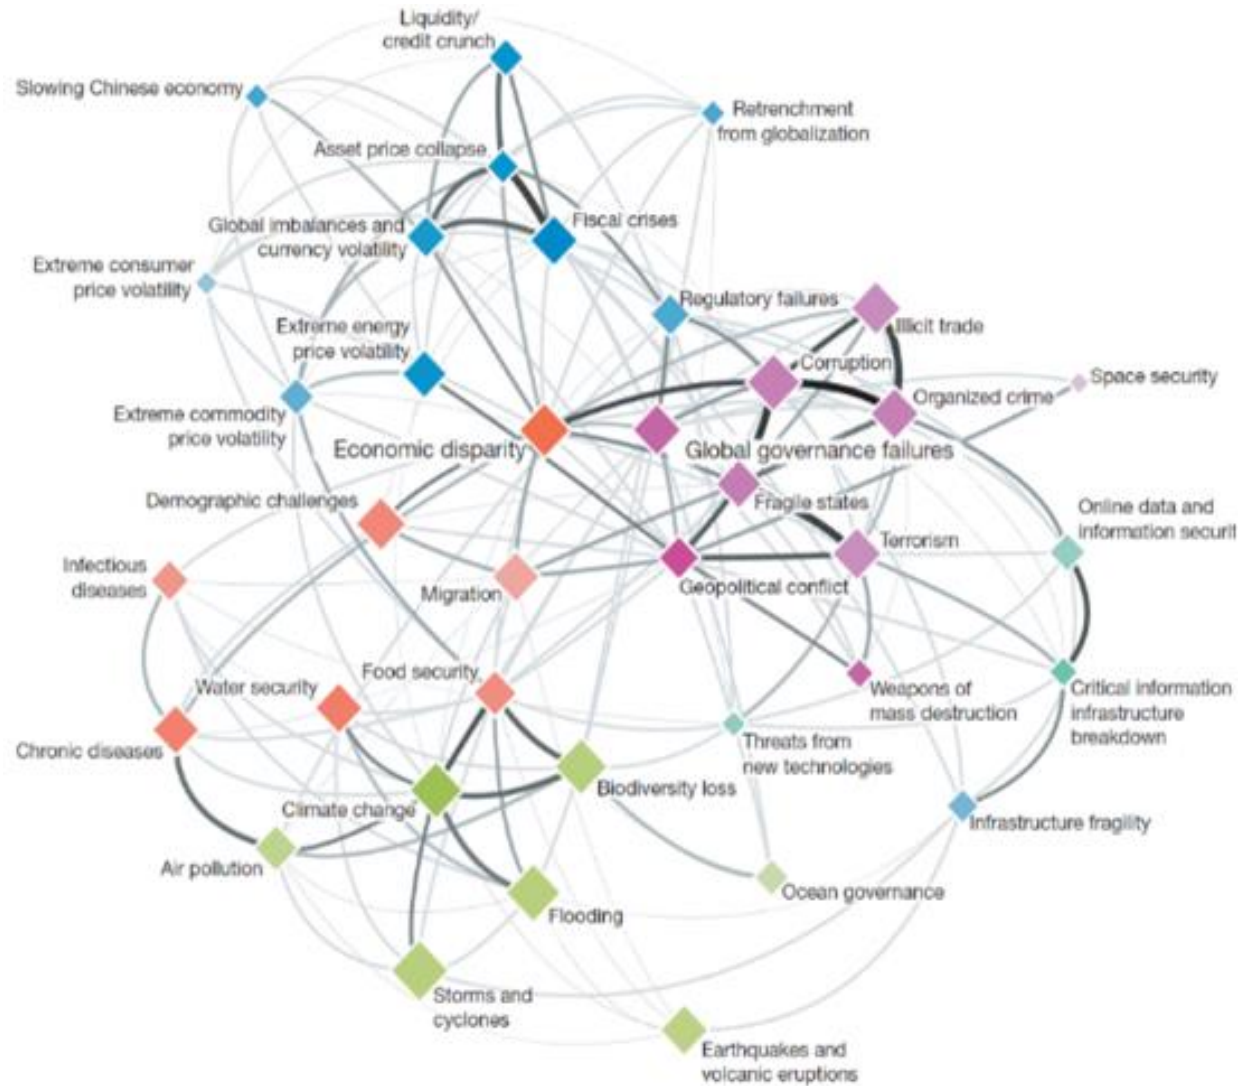 Liquidity/
credit crunch
Slowing Chinese economy
Retrenchment
from globalization
Asset price collapse
Global imbalances and
currency volatility
Fiscal crises
Extreme consumer
price volatility
Regulatory failures
Illicit trade
Extreme energy
price volatility
Corruption
Space security
Organized crime
Extreme commodity
price volatility
Economic disparity
Global governance failures
Demographic challenges
Fragile states
Online data and
information securit
Terrorism
Infectious
diseases
Migration
Geopolitical conflict
Food security
Water security
Weapons of
mass destruction
Critical information
infrastructure
breakdown
Chronic diseases
Threats from
new technologies
Biodiversity loss
Climate change
Infrastructure fragility
Air pollution
Ocean governance
Flooding
Storms and
cyclones
Earthquakes and
volcanic eruptions